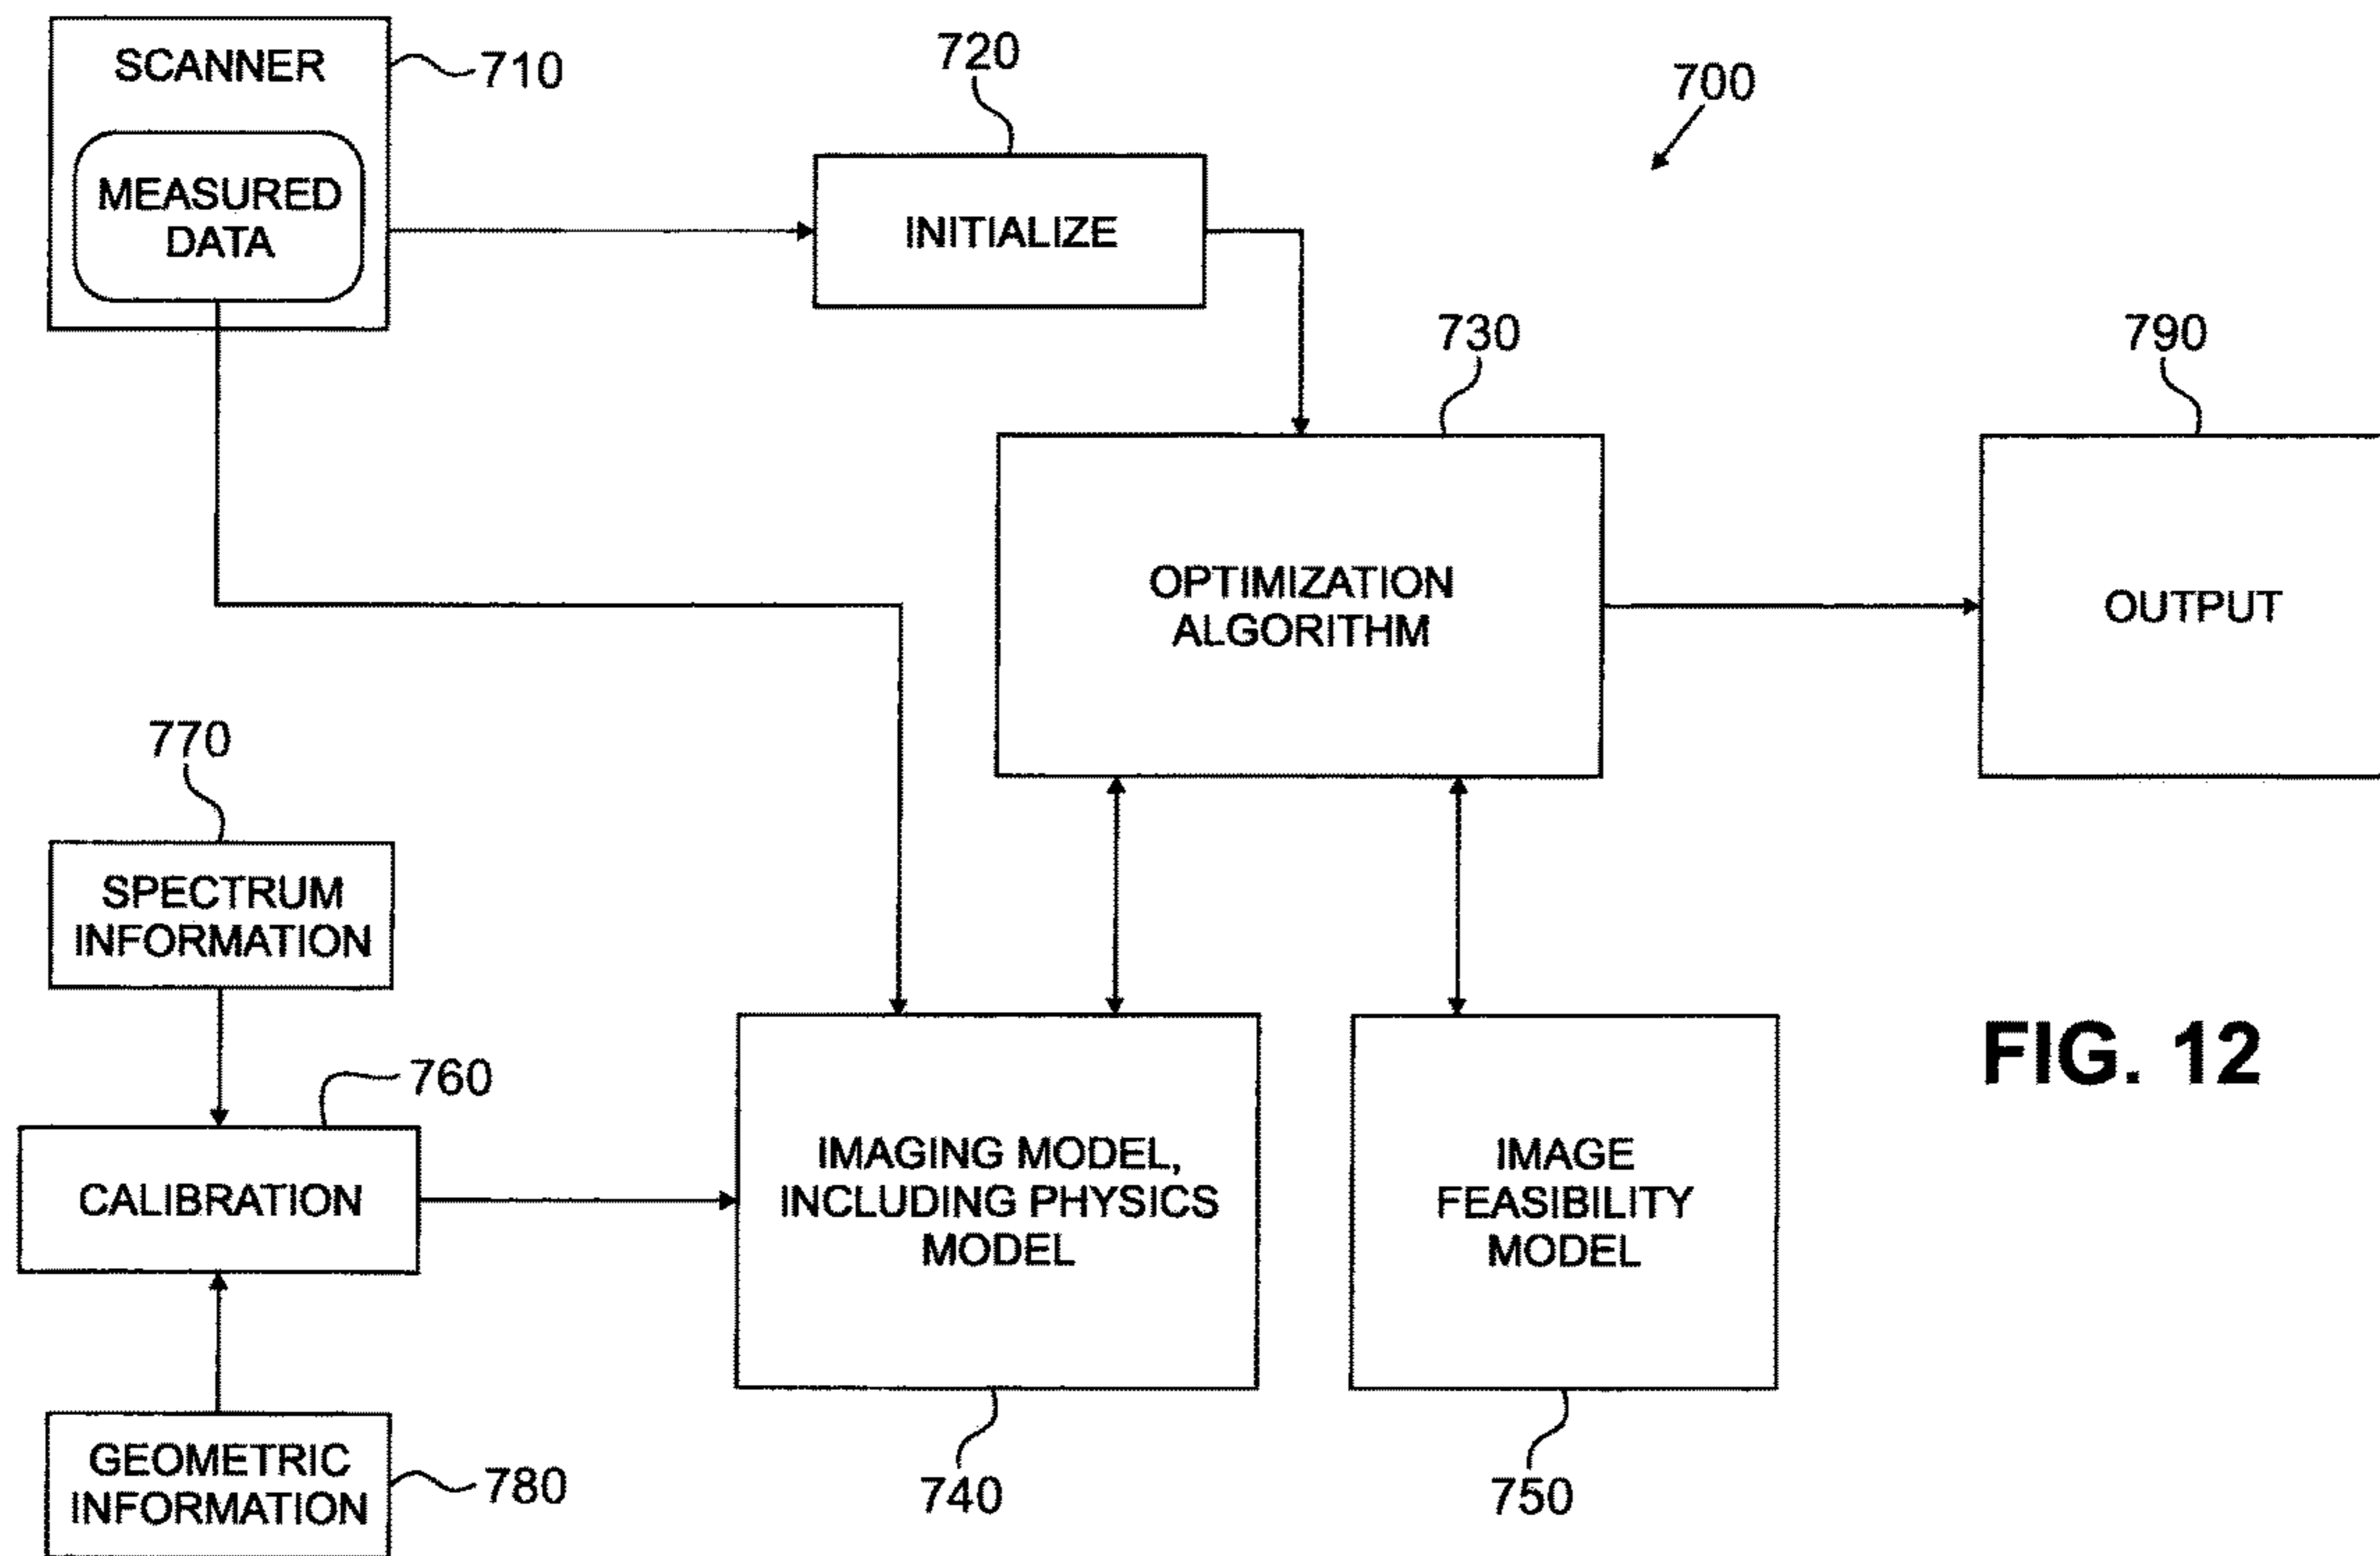 SCANNER
710
MEASURED
DATA
720
INITIALIZE
700
730
OPTIMIZATION
ALGORITHM
790
OUTPUT
770
SPECTRUM
INFORMATION
760
CALIBRATION
GEOMETRIC
INFORMATION
780
IMAGING MODEL,
INCLUDING PHYSICS
MODEL
740
IMAGE
FEASIBILITY
MODEL
750
FIG. 12